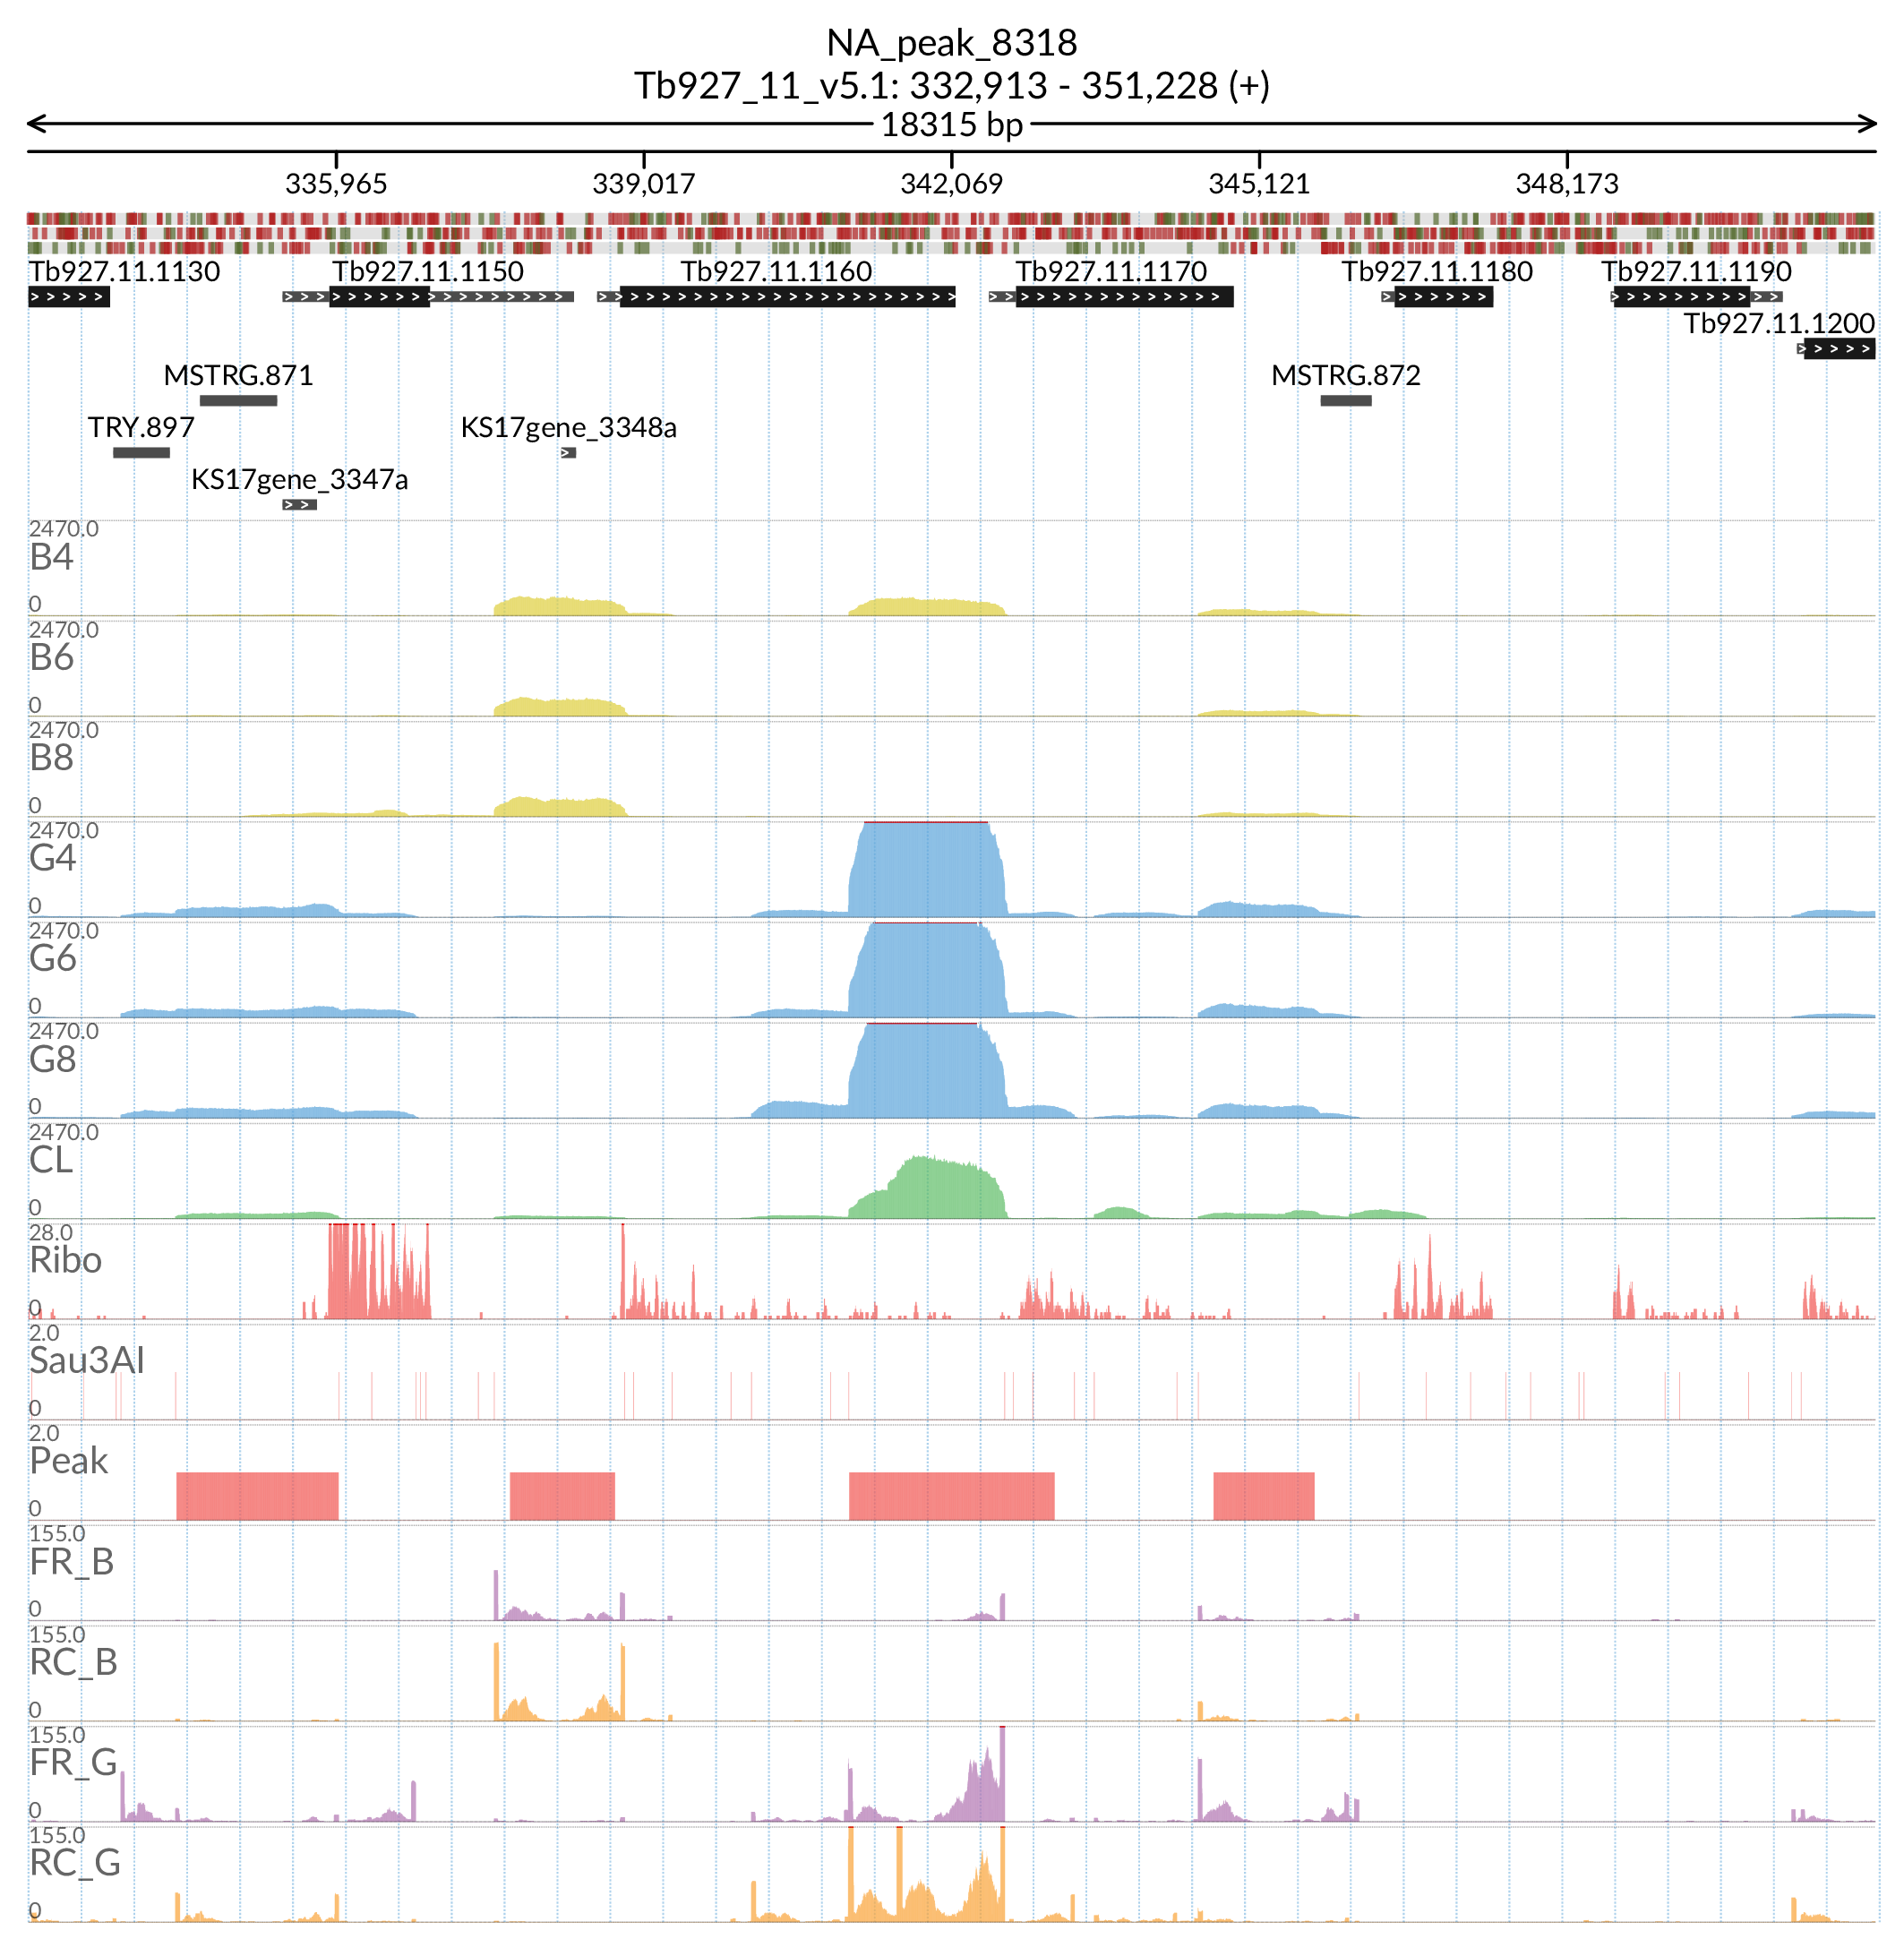 NA_peak_8318
Tb927_11_v5.1: 332,913 - 351,228 (+)
18315 bp
335,965 339,017 342,069 345,121 348,173
Tb927.11.1130 Tb927.11.1150 Tb927.11.1160 Tb927.11.1170 Tb927.11.1180 Tb927.11.1190
Tb927.11.1200
MSTRG.871 MSTRG.872
TRY.897 KS17gene_3348a
KS17gene_3347a
2470.0
B4
0
2470.0
B6
0
2470.0
B8
0
2470.0
G4
0
2470.0
G6
0
2470.0
G8
0
2470.0
CL
0
28.0
Ribo
0
2.0
Sau3AI
0
2.0
Peak
0
155.0
FR_B
0
155.0
RC_B
0
155.0
FR_G
0
155.0
RC_G
0